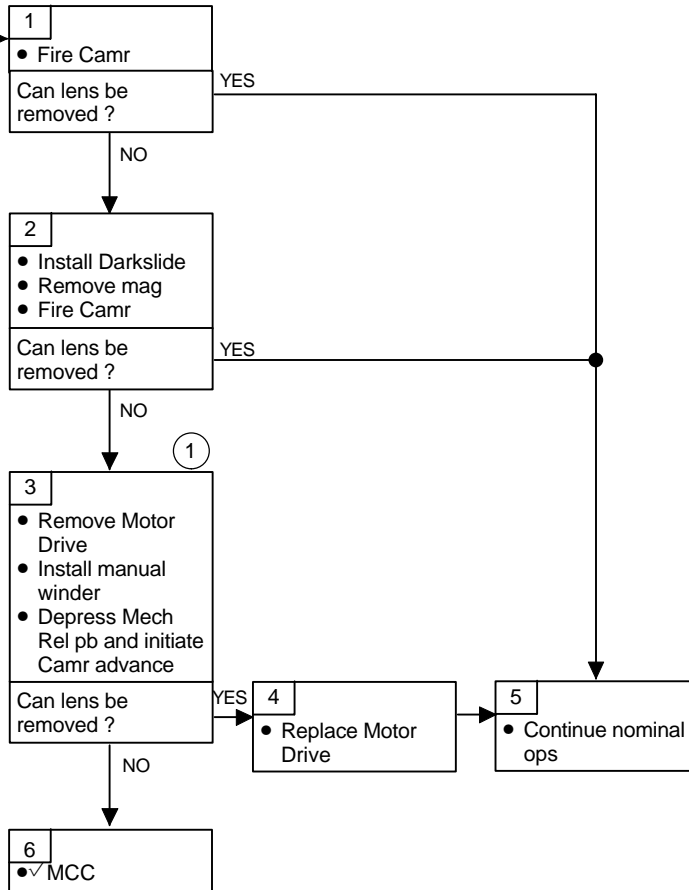 1
• Fire Camr
Can lens be
removed ?
YES
NO
2
• Install Darkslide
• Remove mag
• Fire Camr
Can lens be
removed ?
YES
NO
1
3
• Remove Motor
Drive
• Install manual
winder
• Depress Mech
Rel pb and initiate
Camr advance
Can lens be
removed ?
YES
NO
4
• Replace Motor
Drive
5
• Continue nominal
ops
6
•√MCC